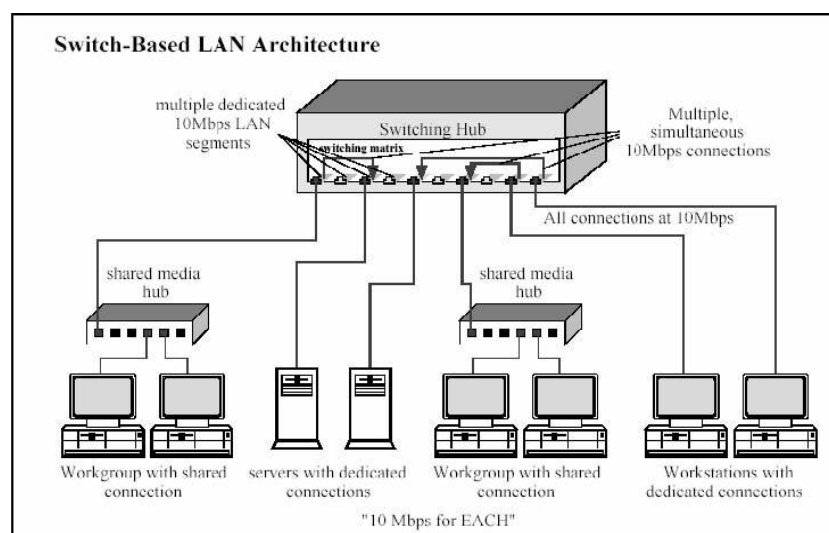 Switch-Based LAN Architecture
multiple dedicated
10Mbps LAN
segments
Switching Hub
switching matrix
Multiple,
simultaneous
10Mbps connections
All connections at 10Mbps
shared media
hub
shared media
hub
Workgroup with shared
connection
servers with dedicated
connections
Workgroup with shared
connection
Workstations with
dedicated connections
"10 Mbps for EACH"